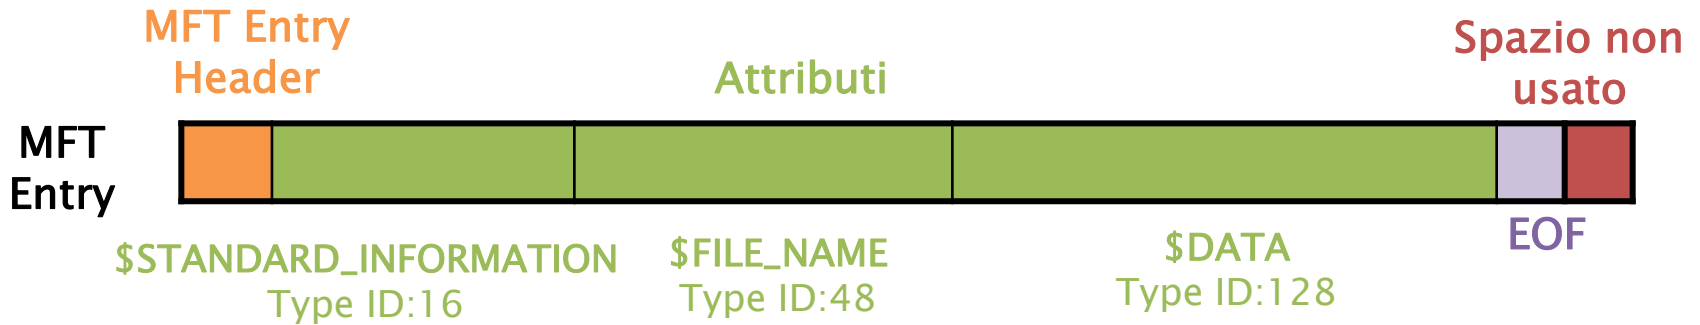 MFT Entry
Header
Attributi
Spazio non
usato
MFT
Entry
$STANDARD_INFORMATION
Type ID:16
$FILE_NAME
Type ID:48
$DATA
Type ID:128
EOF